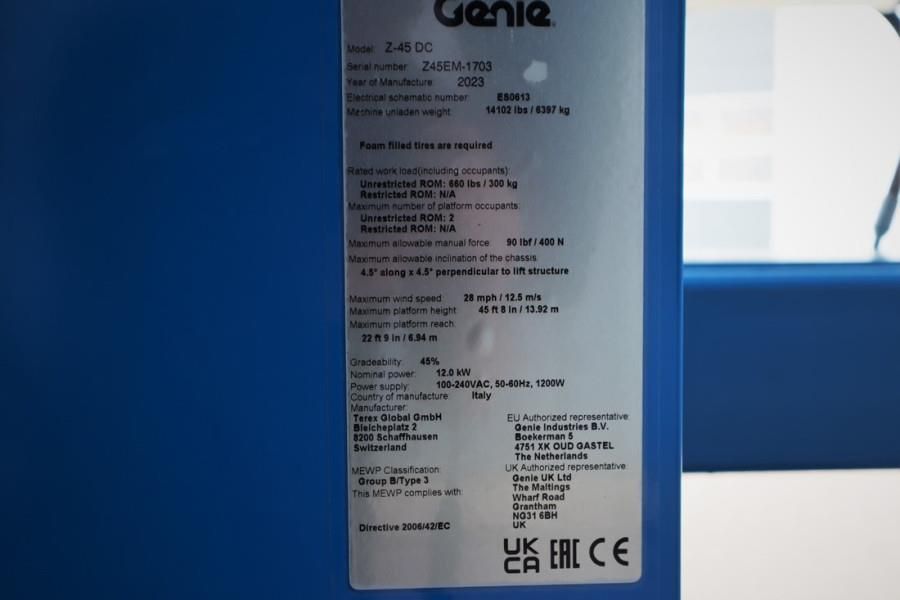 Genie
Model: Z-45 DC
Serial number: Z45EM-1703
Year of Manufacture: 2023
Electrical schematic number: ES0613
Machine unladen weight: 14102 lbs / 6397 kg
Foam filled tires are required
Rated work load(including occupants):
Unrestricted ROM: 660 lbs / 300 kg
Restricted ROM: N/A
Maximum number of platform occupants:
Unrestricted ROM: 2
Restricted ROM: N/A
Maximum allowable manual force: 90 lbf / 400 N
Maximum allowable inclination of the chassis:
4.5° along x 4.5° perpendicular to lift structure
Maximum wind speed: 28 mph / 12.5 m/s
Maximum platform height: 45 ft 8 in / 13.92 m
Maximum platform reach:
22 ft 9 in / 6.94 m
Gradeability: 45%
Nominal power: 12.0 kW
Power supply: 100-240VAC, 50-60Hz, 1200W
Country of manufacture: Italy
Manufacturer:
Terex Global GmbH
Bleicheplatz 2
8200 Schaffhausen
Switzerland
EU Authorized representative:
Genie Industries B.V.
Boekerman 5
4751 XK OUD GASTEL
The Netherlands
MEWP Classification:
Group B/Type 3
This MEWP complies with:
Directive 2006/42/EC
UK Authorized representative:
Genie UK Ltd
The Maltings
Wharf Road
Grantham
NG31 6BH
UK
UK CA EAC CE